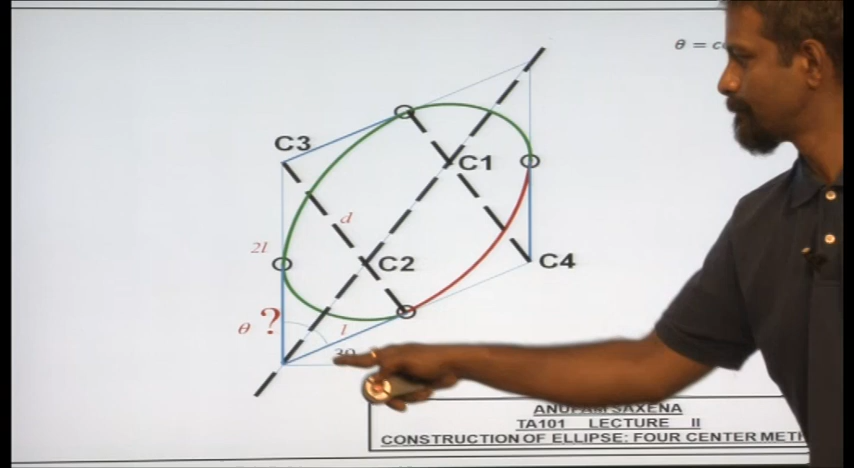 θ = c
C3
C1
d
2l
C2
C4
θ ?
l
30
ANUPAM SAXENA
TA101 LECTURE II
CONSTRUCTION OF ELLIPSE: FOUR CENTER METH